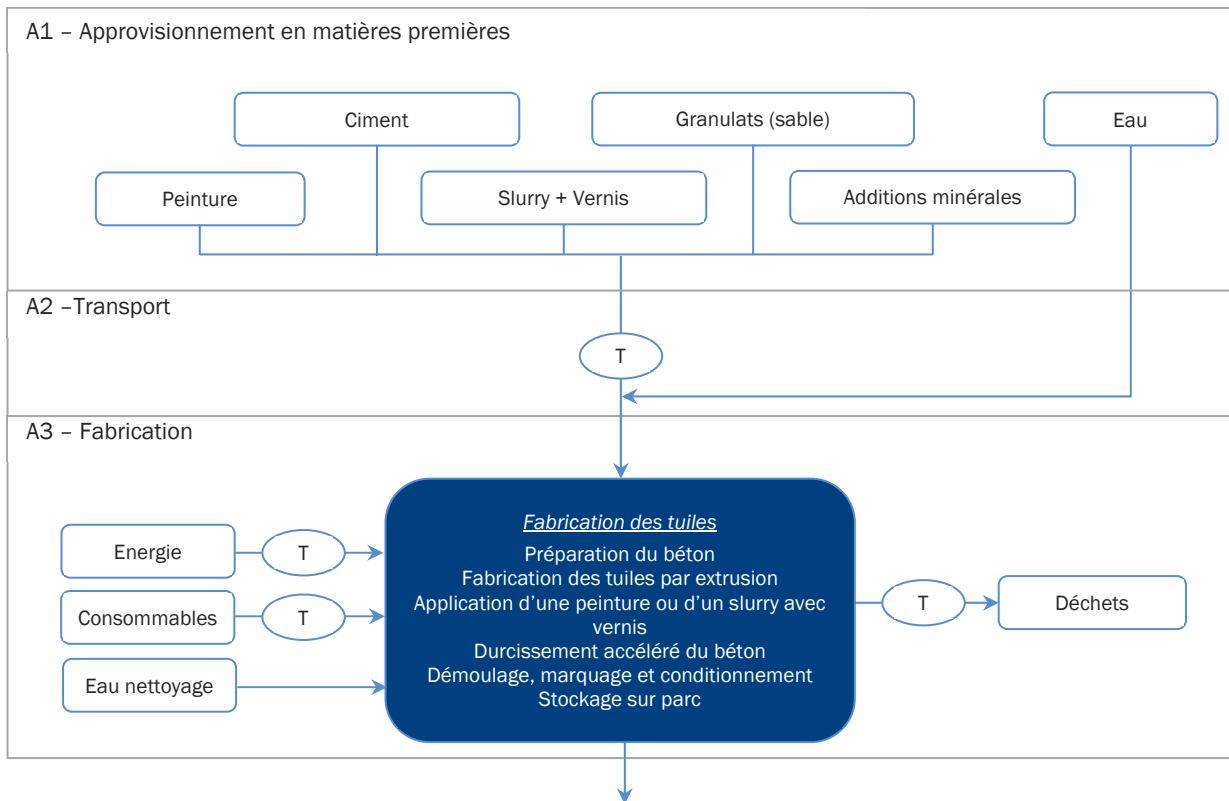 A1 – Approvisionnement en matières premières
Ciment
Granulats (sable)
Eau
Peinture
Slurry + Vernis
Additions minérales
A2 –Transport
T
A3 – Fabrication
Fabrication des tuiles
Préparation du béton
Fabrication des tuiles par extrusion
Application d'une peinture ou d'un slurry avec
vernis
Durcissement accéléré du béton
Démoulage, marquage et conditionnement
Stockage sur parc
Energie
T
Consommables
T
Eau nettoyage
T
Déchets